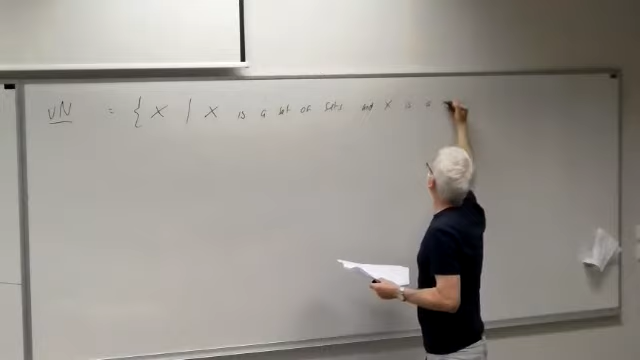 VN = { X | X is a set of sets and X is a